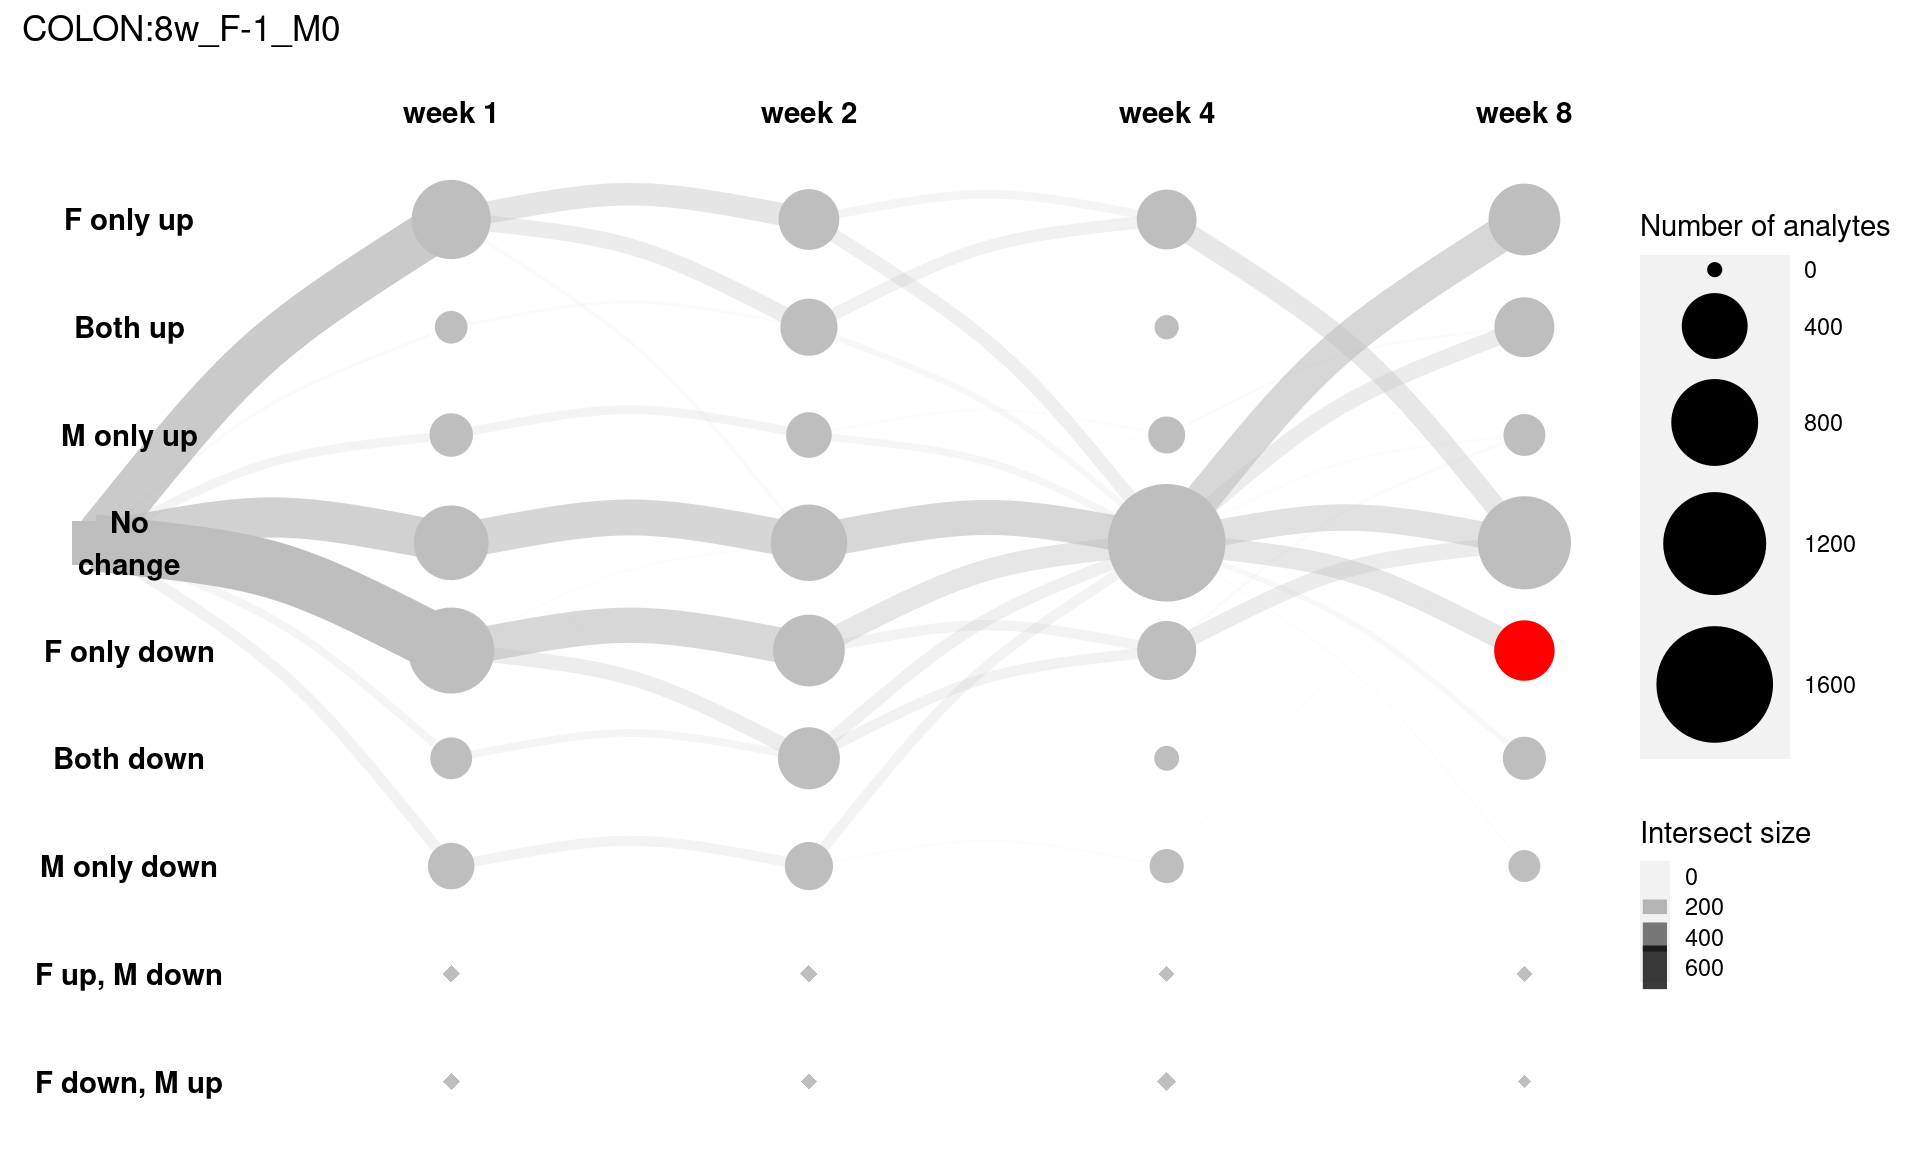 COLON:8w_F-1_M0
week 1
week 2
week 4
week 8
F only up
Both up
M only up
No
change
F only down
Both down
M only down
F up, M down
F down, M up
Number of analytes
0
400
800
1200
1600
Intersect size
0
200
400
600